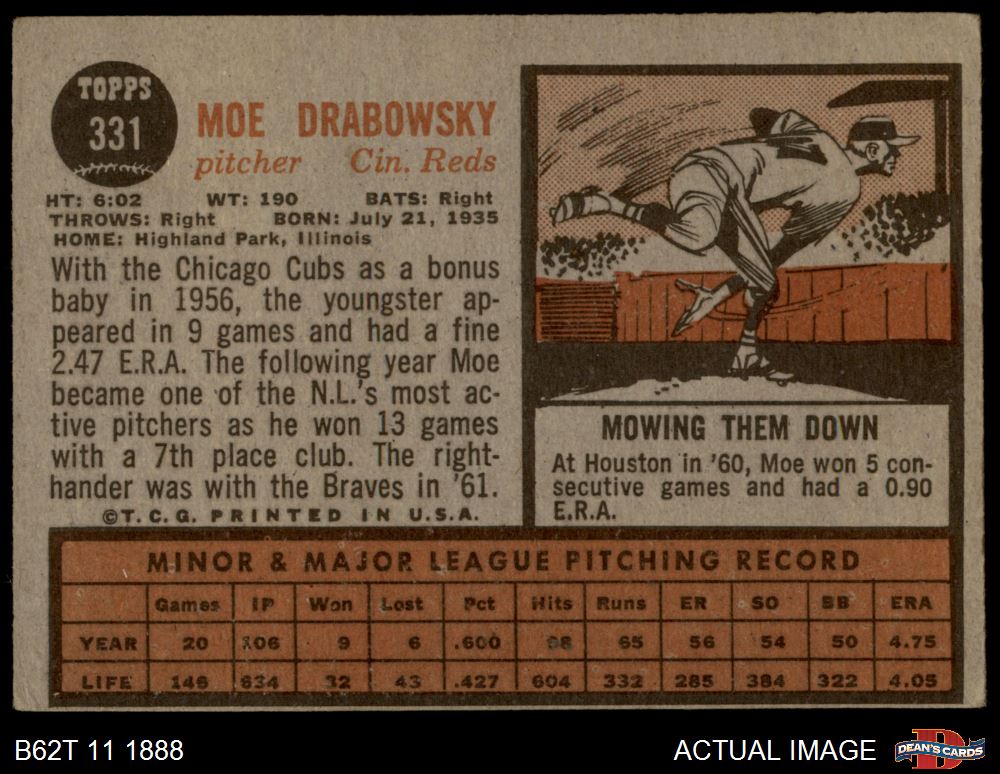 TOPPS
331
MOE DRABOWSKY
pitcher Cin. Reds
HT: 6:02 WT: 190 BATS: Right
THROWS: Right BORN: July 21, 1935
HOME: Highland Park, Illinois
With the Chicago Cubs as a bonus
baby in 1956, the youngster ap-
peared in 9 games and had a fine
2.47 E.R.A. The following year Moe
became one of the N.L.'s most ac-
tive pitchers as he won 13 games
with a 7th place club. The right-
hander was with the Braves in '61.
©T.C.G. PRINTED IN U.S.A.
MOWING THEM DOWN
At Houston in '60, Moe won 5 con-
secutive games and had a 0.90
E.R.A.
MINOR & MAJOR LEAGUE PITCHING RECORD
Games IP Won Lost Pct Hits Runs ER SO BB ERA
YEAR 20 106 9 6 .600 98 65 56 54 50 4.75
LIFE 146 634 32 43 .427 604 332 285 384 322 4.05
B62T 11 1888
ACTUAL IMAGE
D
DEAN'S CARDS